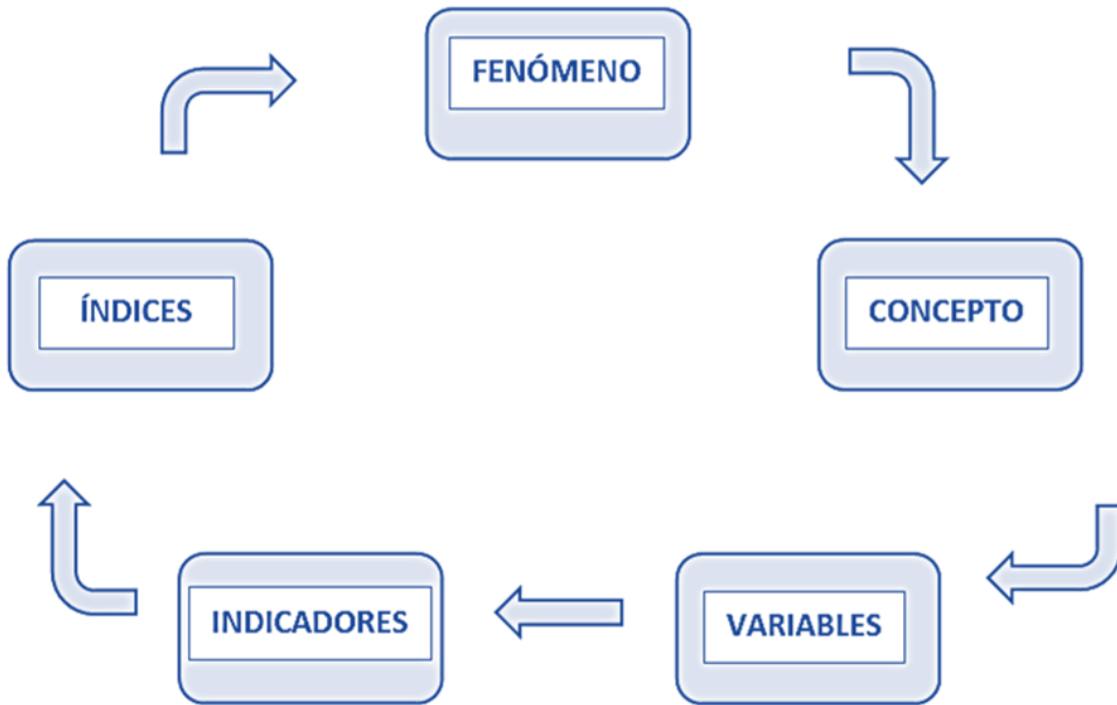 FENÓMENO
CONCEPTO
VARIABLES
INDICADORES
ÍNDICES